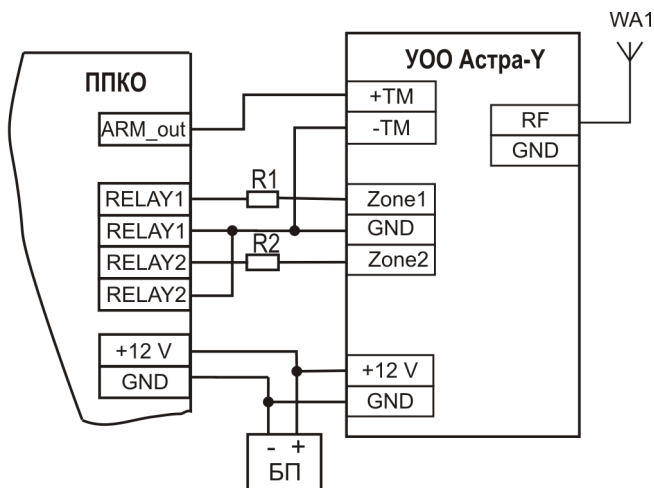 WA1
ППКО
УОО Астра-Y
ARM_out
+TM
-TM
RF
GND
RELAY1
R1
Zone1
RELAY1
GND
RELAY2
R2
Zone2
RELAY2
+12 V
GND
+12 V
GND
- +
БП